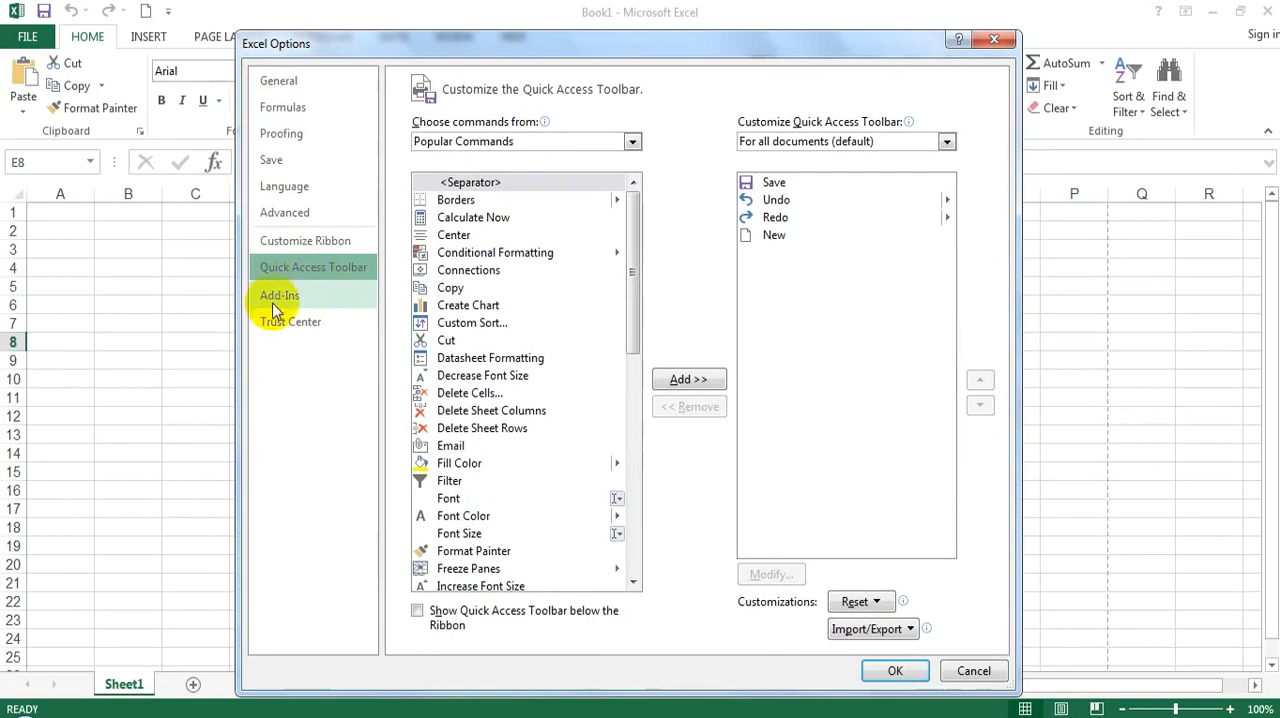 Book1 - Microsoft Excel
FILE
HOME
INSERT
PAGE LA
Sign in
Paste
Cut
Copy
Format Painter
Clipboard
Arial
B I U
AutoSum
Fill
Clear
Sort &
Filter
Find &
Select
Editing
E8
fx
A B C P Q R
1
2
3
4
5
6
7
8
9
10
11
12
13
14
15
16
17
18
19
20
21
22
23
24
25
Excel Options
General
Formulas
Proofing
Save
Language
Advanced
Customize Ribbon
Quick Access Toolbar
Add-Ins
Trust Center
Customize the Quick Access Toolbar.
Choose commands from:
Popular Commands
<Separator>
Borders
Calculate Now
Center
Conditional Formatting
Connections
Copy
Create Chart
Custom Sort...
Cut
Datasheet Formatting
Decrease Font Size
Delete Cells...
Delete Sheet Columns
Delete Sheet Rows
Email
Fill Color
Filter
Font
Font Color
Font Size
Format Painter
Freeze Panes
Increase Font Size
Show Quick Access Toolbar below the
Ribbon
Add >>
<< Remove
Customize Quick Access Toolbar:
For all documents (default)
Save
Undo
Redo
New
Modify...
Customizations:
Reset
Import/Export
OK
Cancel
Sheet1
READY
100%